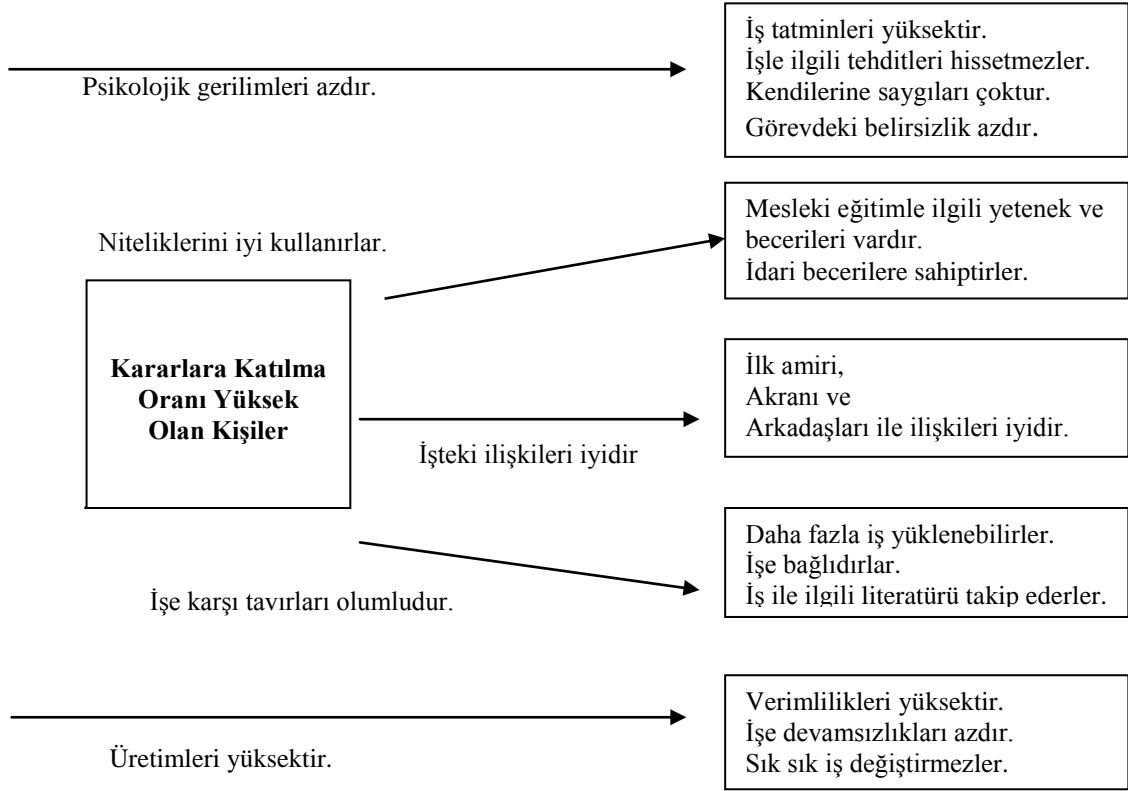 İş tatminleri yüksektir.
İşle ilgili tehditleri hissetmezler.
Kendilerine saygıları çoktur.
Görevdeki belirsizlik azdır.
Psikolojik gerilimleri azdır.
Mesleki eğitimle ilgili yetenek ve
becerileri vardır.
İdari becerilere sahiptirler.
Niteliklerini iyi kullanırlar.
Kararlara Katılma
Oranı Yüksek
Olan Kişiler
İlk amiri,
Akranı ve
Arkadaşları ile ilişkileri iyidir.
İşteki ilişkileri iyidir
Daha fazla iş yüklenebilirler.
İşe bağlıdırlar.
İş ile ilgili literatürü takip ederler.
İşe karşı tavırları olumludur.
Verimlilikleri yüksektir.
İşe devamsızlıkları azdır.
Sık sık iş değiştirmezler.
Üretimleri yüksektir.